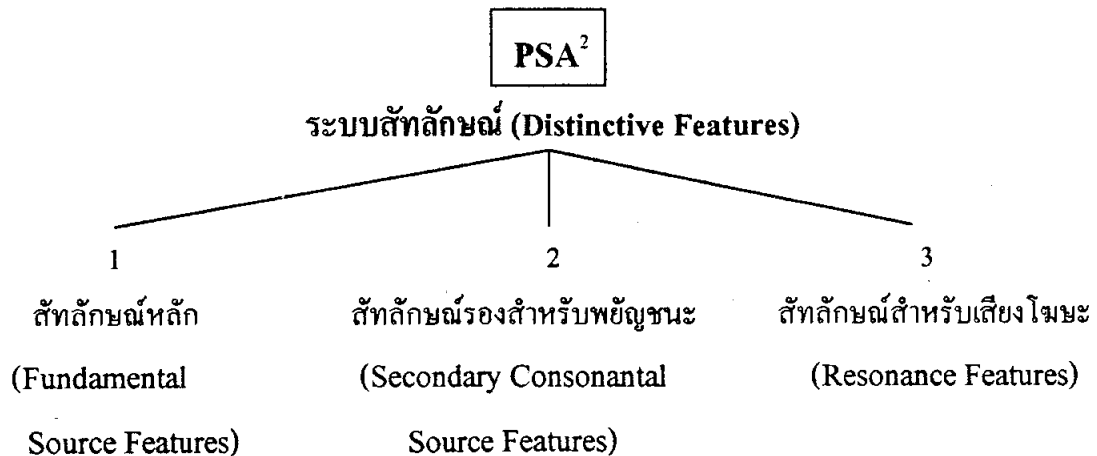 PSA²
ระบบสัทลักษณ์ (Distinctive Features)
1 2 3
สัทลักษณ์หลัก สัทลักษณ์รองสำหรับพยัญชนะ สัทลักษณ์สำหรับเสียงโฆษะ
(Fundamental (Secondary Consonantal (Resonance Features)
Source Features) Source Features)